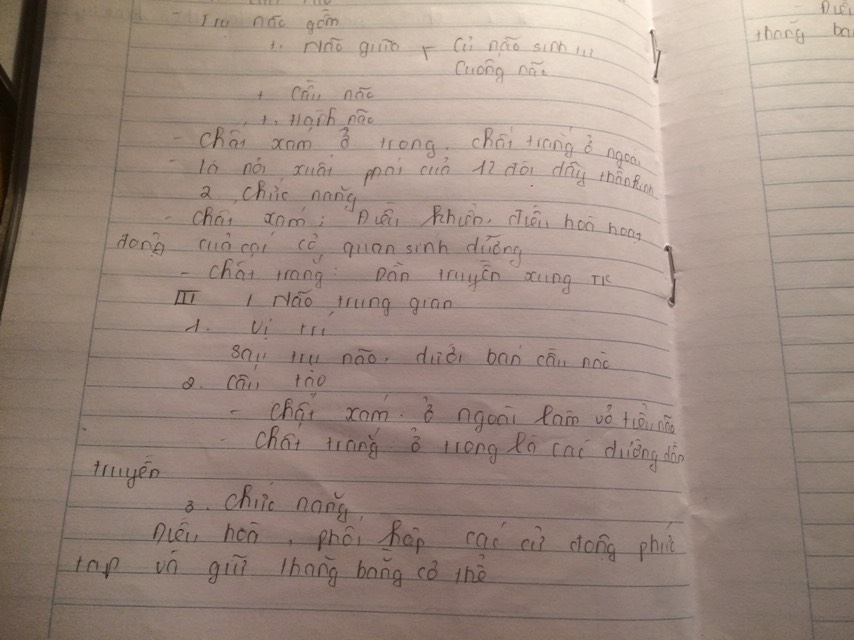 - Trụ não gồm
+. Não giữa Củ não sinh tư
Cuống não
+ Cầu não
+. Hành não
- Chất xám ở trong. chất trắng ở ngoài
- là nơi xuất phát của 12 đôi dây thần kinh
2 chức năng
- Chất xám: Điều khiển, điều hoà hoạt
động của các cơ quan sinh dưỡng
- Chất trắng: Dẫn truyền xung TK
III Não trung gian
1. Vị trí
Sau trụ não, dưới bán cầu não
2. Cấu tạo
- Chất xám ở ngoài làm vỏ tiểu não
- chất trắng ở trong là các đường dẫn
truyền
3. Chức năng
Điều hoà, phối hợp các cử động phức
tạp và giữ thăng bằng cơ thể
thăng ba